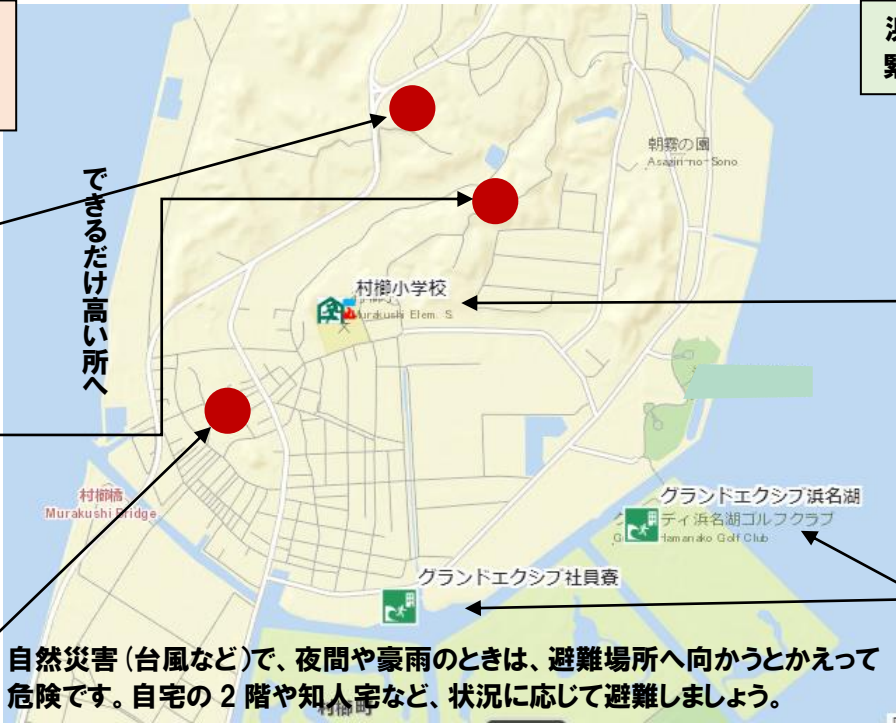 朝霧の園
Asagiri-no-Sono
できるだけ高い所へ
村櫛小学校
Murakushi Elem. S.
村櫛橋
Murakushi Bridge
グランドエクシブ浜名湖
ディ浜名湖ゴルフクラブ
Hamanako Golf Club
グランドエクシブ社員寮
自然災害(台風など)で、夜間や豪雨のときは、避難場所へ向かうとかえって
危険です。自宅の2階や知人宅など、状況に応じて避難しましょう。
村櫛町